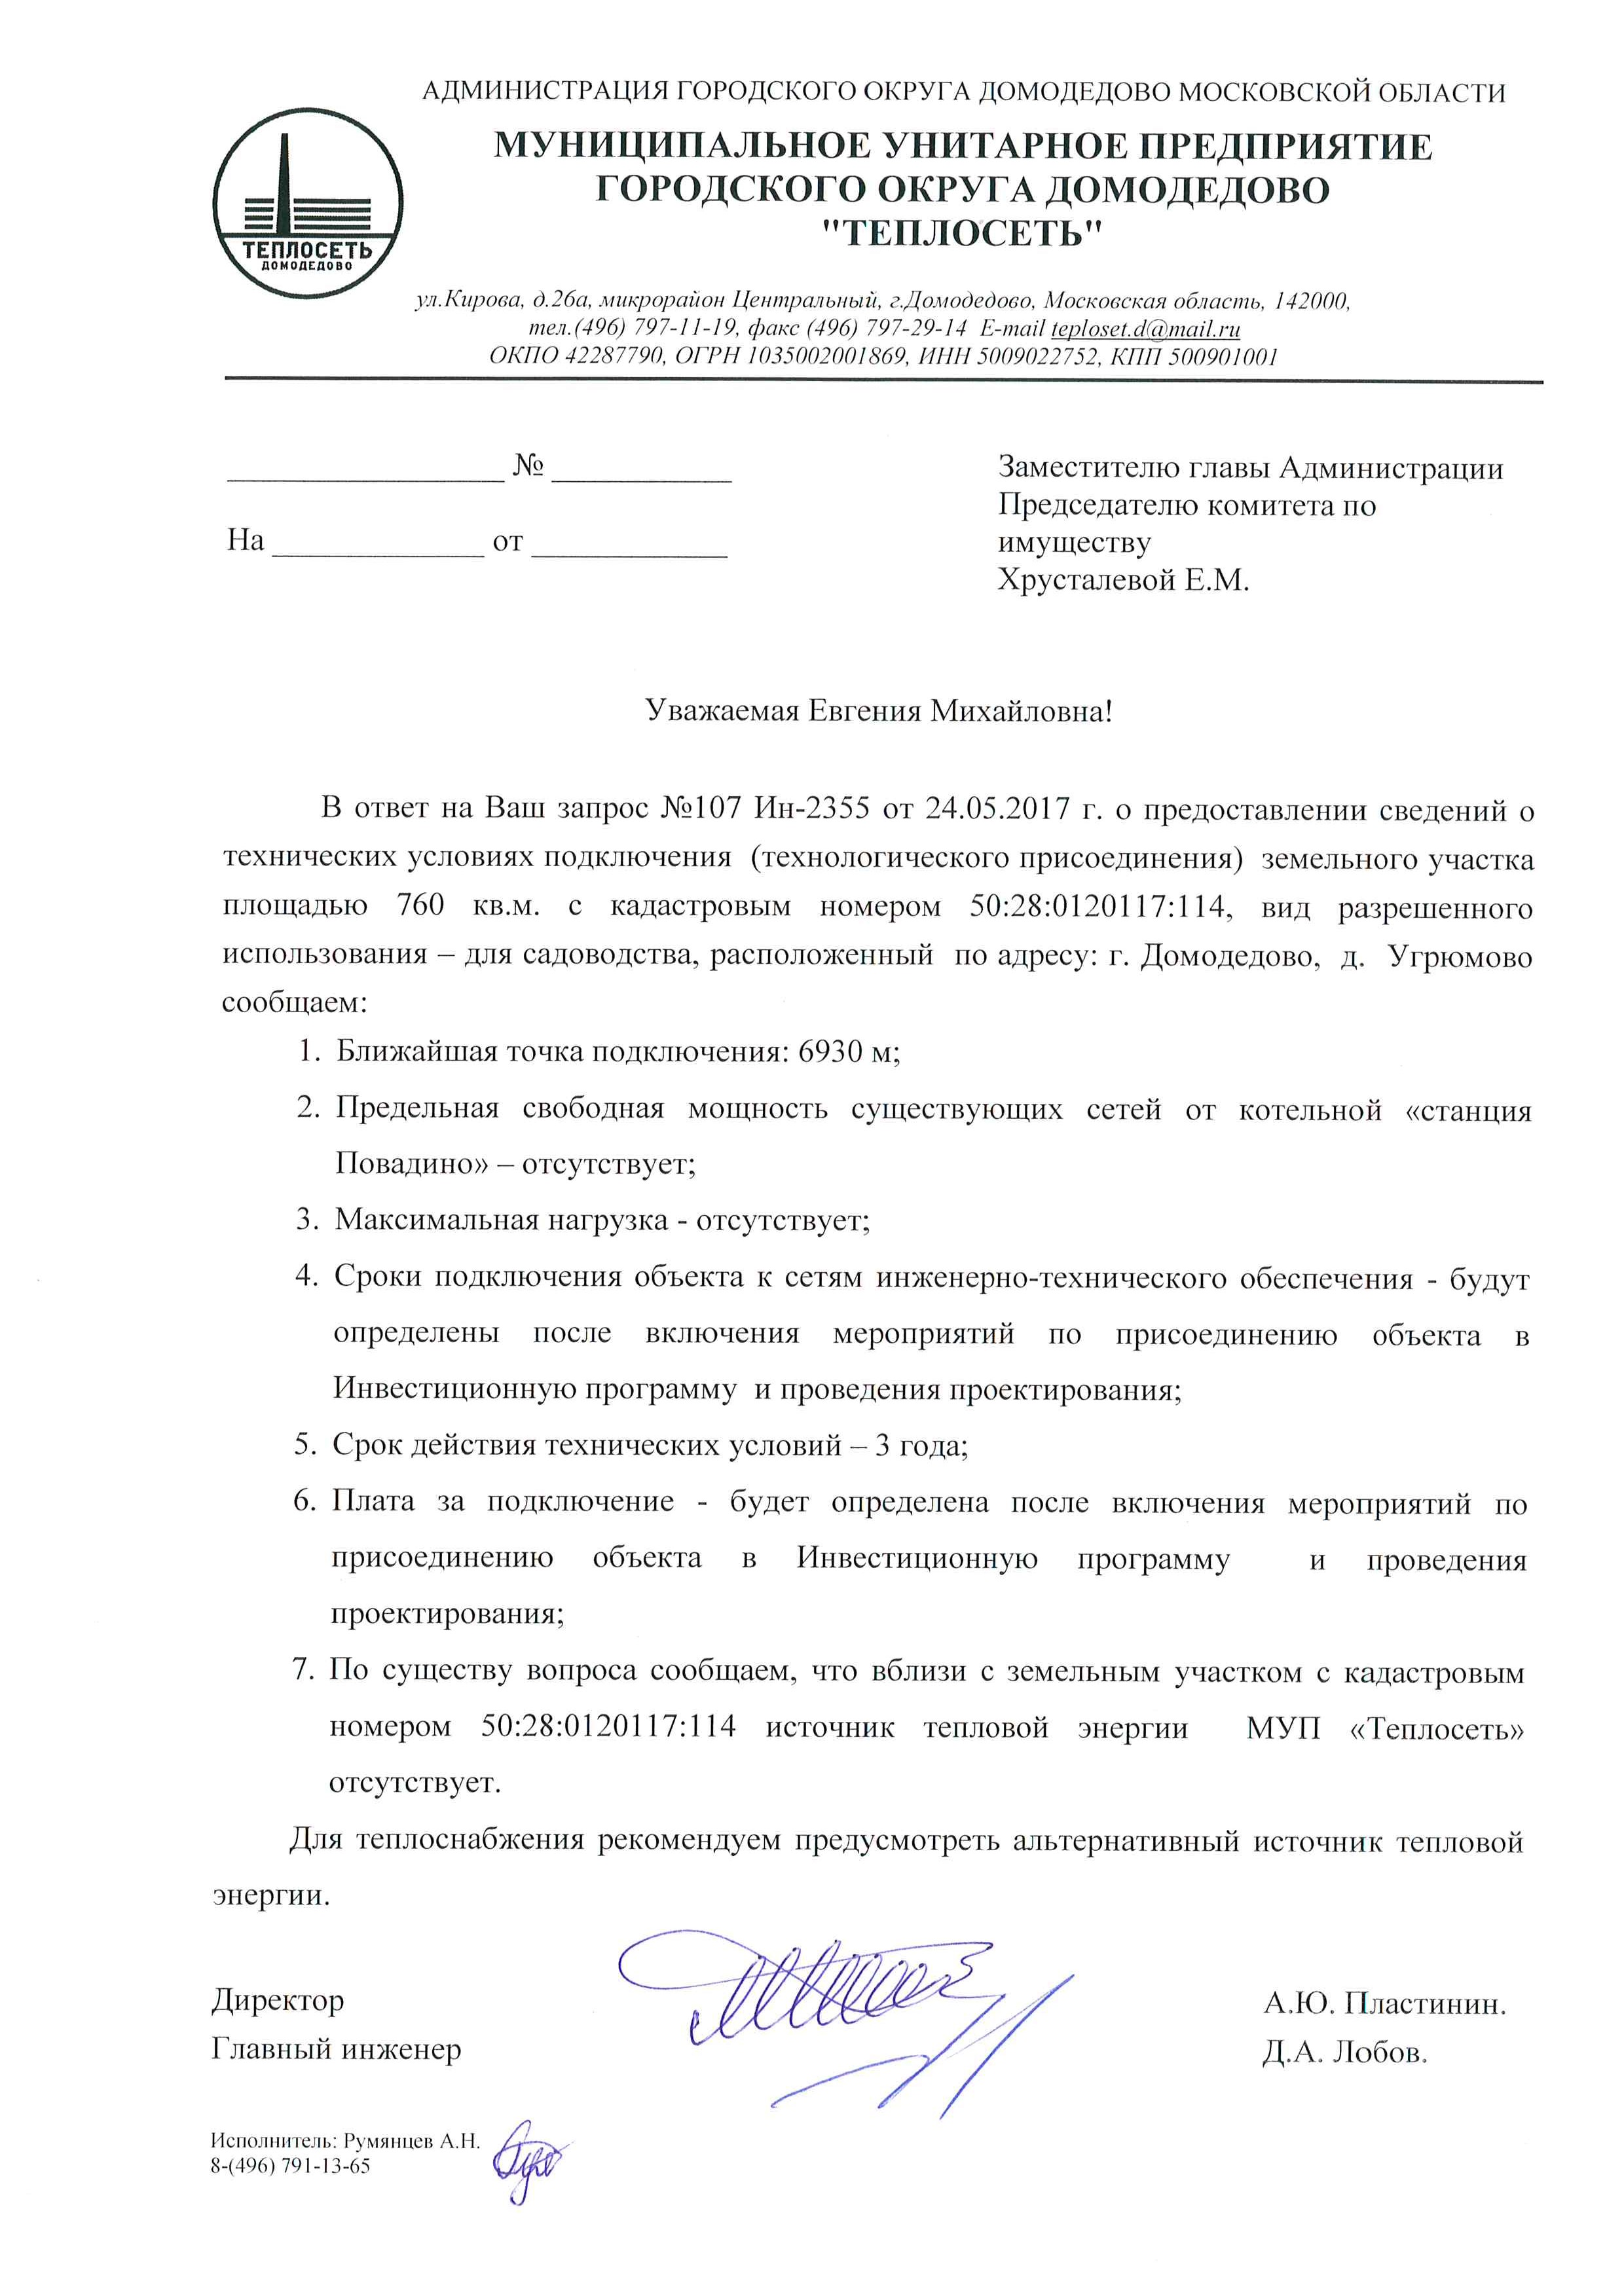 АДМИНИСТРАЦИЯ ГОРОДСКОГО ОКРУГА ДОМОДЕДОВО МОСКОВСКОЙ ОБЛАСТИ
МУНИЦИПАЛЬНОЕ УНИТАРНОЕ ПРЕДПРИЯТИЕ
ГОРОДСКОГО ОКРУГА ДОМОДЕДОВО
"ТЕПЛОСЕТЬ"
ТЕПЛОСЕТЬ
ДОМОДЕДОВО
ул.Кирова, д.26а, микрорайон Центральный, г.Домодедово, Московская область, 142000,
тел.(496) 797-11-19, факс (496) 797-29-14 E-mail teploset.d@mail.ru
ОКПО 42287790, ОГРН 1035002001869, ИНН 5009022752, КПП 500901001
_________________ № ___________
На _____________ от ____________
Заместителю главы Администрации
Председателю комитета по
имуществу
Хрусталевой Е.М.
Уважаемая Евгения Михайловна!
В ответ на Ваш запрос №107 Ин-2355 от 24.05.2017 г. о предоставлении сведений о
технических условиях подключения (технологического присоединения) земельного участка
площадью 760 кв.м. с кадастровым номером 50:28:0120117:114, вид разрешенного
использования – для садоводства, расположенный по адресу: г. Домодедово, д. Угрюмово
сообщаем:
1. Ближайшая точка подключения: 6930 м;
2. Предельная свободная мощность существующих сетей от котельной «станция
Повадино» – отсутствует;
3. Максимальная нагрузка - отсутствует;
4. Сроки подключения объекта к сетям инженерно-технического обеспечения - будут
определены после включения мероприятий по присоединению объекта в
Инвестиционную программу и проведения проектирования;
5. Срок действия технических условий – 3 года;
6. Плата за подключение - будет определена после включения мероприятий по
присоединению объекта в Инвестиционную программу и проведения
проектирования;
7. По существу вопроса сообщаем, что вблизи с земельным участком с кадастровым
номером 50:28:0120117:114 источник тепловой энергии МУП «Теплосеть»
отсутствует.
Для теплоснабжения рекомендуем предусмотреть альтернативный источник тепловой
энергии.
Директор А.Ю. Пластинин.
Главный инженер Д.А. Лобов.
Исполнитель: Румянцев А.Н.
8-(496) 791-13-65